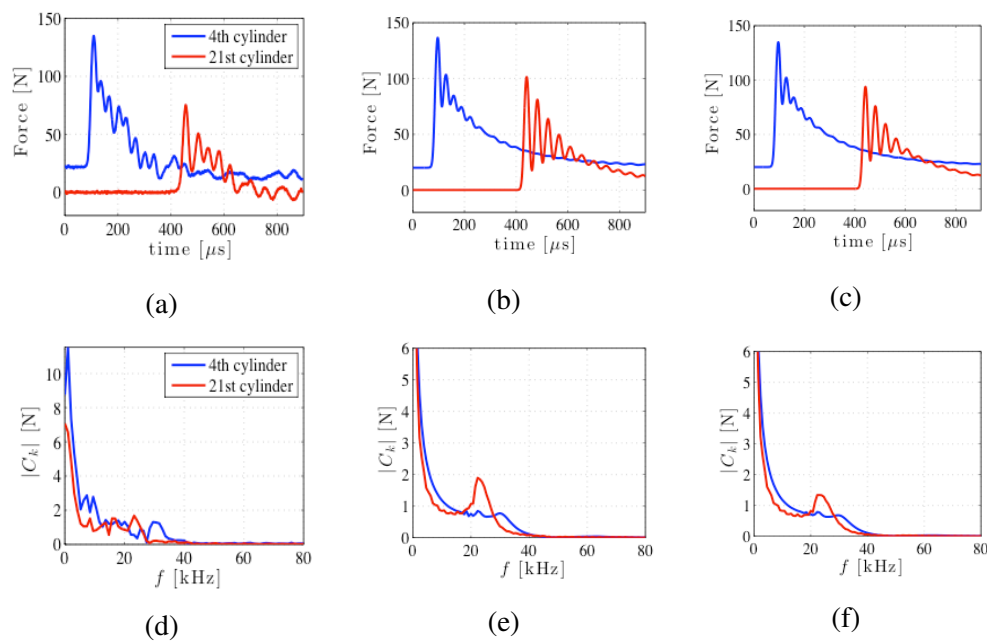 150
100
50
0
Force [N]
4th cylinder
21st cylinder
0 200 400 600 800
time [μs]
(a)
150
100
50
0
Force [N]
0 200 400 600 800
time [μs]
(b)
150
100
50
0
Force [N]
0 200 400 600 800
time [μs]
(c)
10
8
6
4
2
0
|C_k| [N]
4th cylinder
21st cylinder
0 20 40 60 80
f [kHz]
(d)
6
5
4
3
2
1
0
|C_k| [N]
0 20 40 60 80
f [kHz]
(e)
6
5
4
3
2
1
0
|C_k| [N]
0 20 40 60 80
f [kHz]
(f)